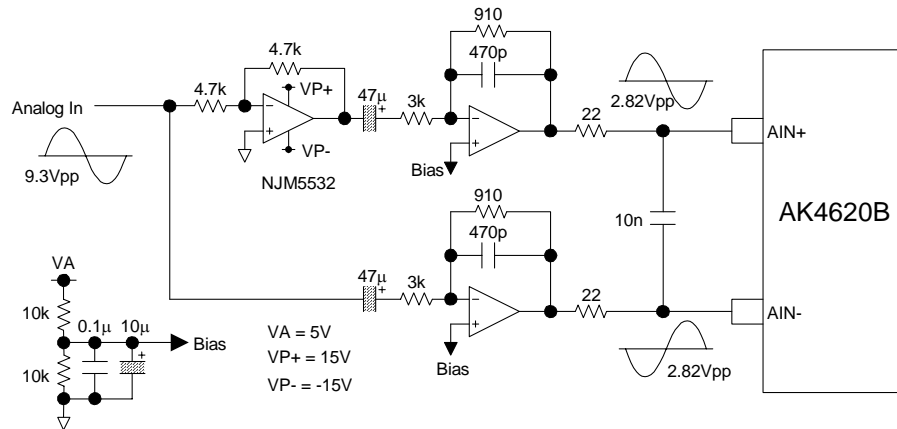 910
4.7k
470p
4.7k
VP+
47µ
+
3k
2.82Vpp
Analog In
−
+
−
+
22
AIN+
9.3Vpp
VP-
Bias
NJM5532
910
10n
AK4620B
VA
470p
47µ
+
3k
22
10k
0.1µ
10µ
+
Bias
VA = 5V
−
+
AIN-
10k
VP+ = 15V
Bias
2.82Vpp
VP- = -15V